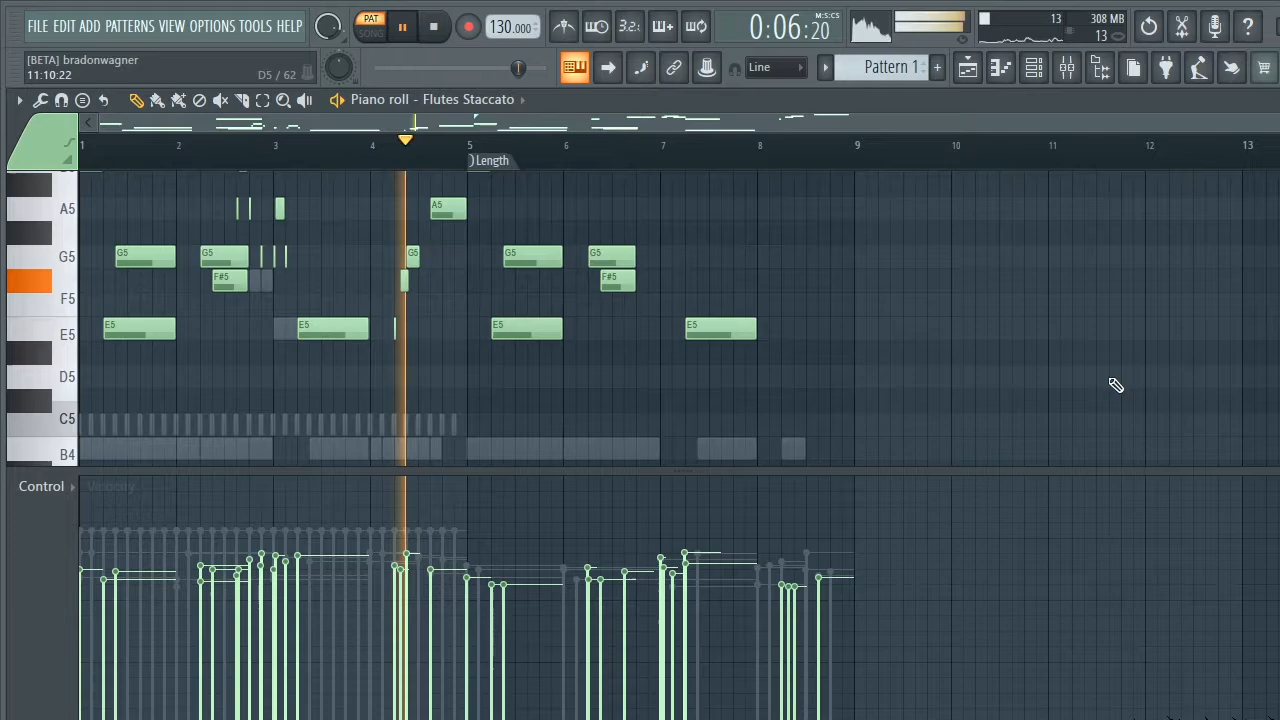 FILE EDIT ADD PATTERNS VIEW OPTIONS TOOLS HELP
PAT
SONG
130.000
3.2.
0:06:20
M:S:CS
13
308 MB
13
[BETA] bradonwagner
11:10:22
D5 / 62
Line
Pattern 1
Piano roll - Flutes Staccato
1 2 3 4 5 6 7 8 9 10 11 12 13
Length
A5
A5
G5
G5
G5
G5
G5
G5
F#5
F#5
F5
E5
E5
E5
E5
E5
D5
C5
B4
Control
Velocity